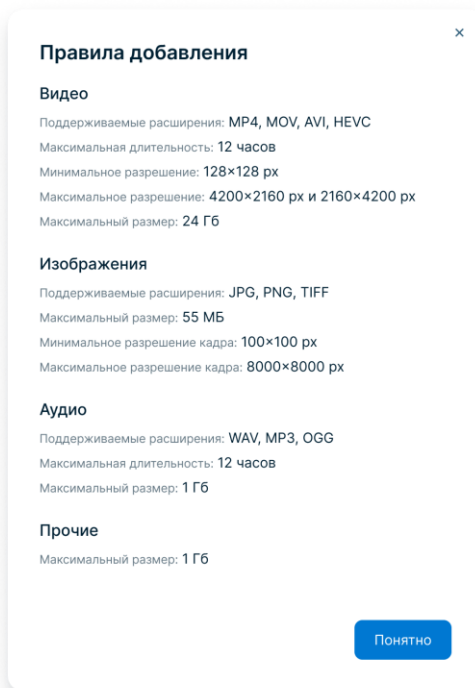 ×
Правила добавления
Видео
Поддерживаемые расширения: MP4, MOV, AVI, HEVC
Максимальная длительность: 12 часов
Минимальное разрешение: 128×128 px
Максимальное разрешение: 4200×2160 px и 2160×4200 px
Максимальный размер: 24 Гб
Изображения
Поддерживаемые расширения: JPG, PNG, TIFF
Максимальный размер: 55 МБ
Минимальное разрешение кадра: 100×100 px
Максимальное разрешение кадра: 8000×8000 px
Аудио
Поддерживаемые расширения: WAV, MP3, OGG
Максимальная длительность: 12 часов
Максимальный размер: 1 Гб
Прочие
Максимальный размер: 1 Гб
Понятно